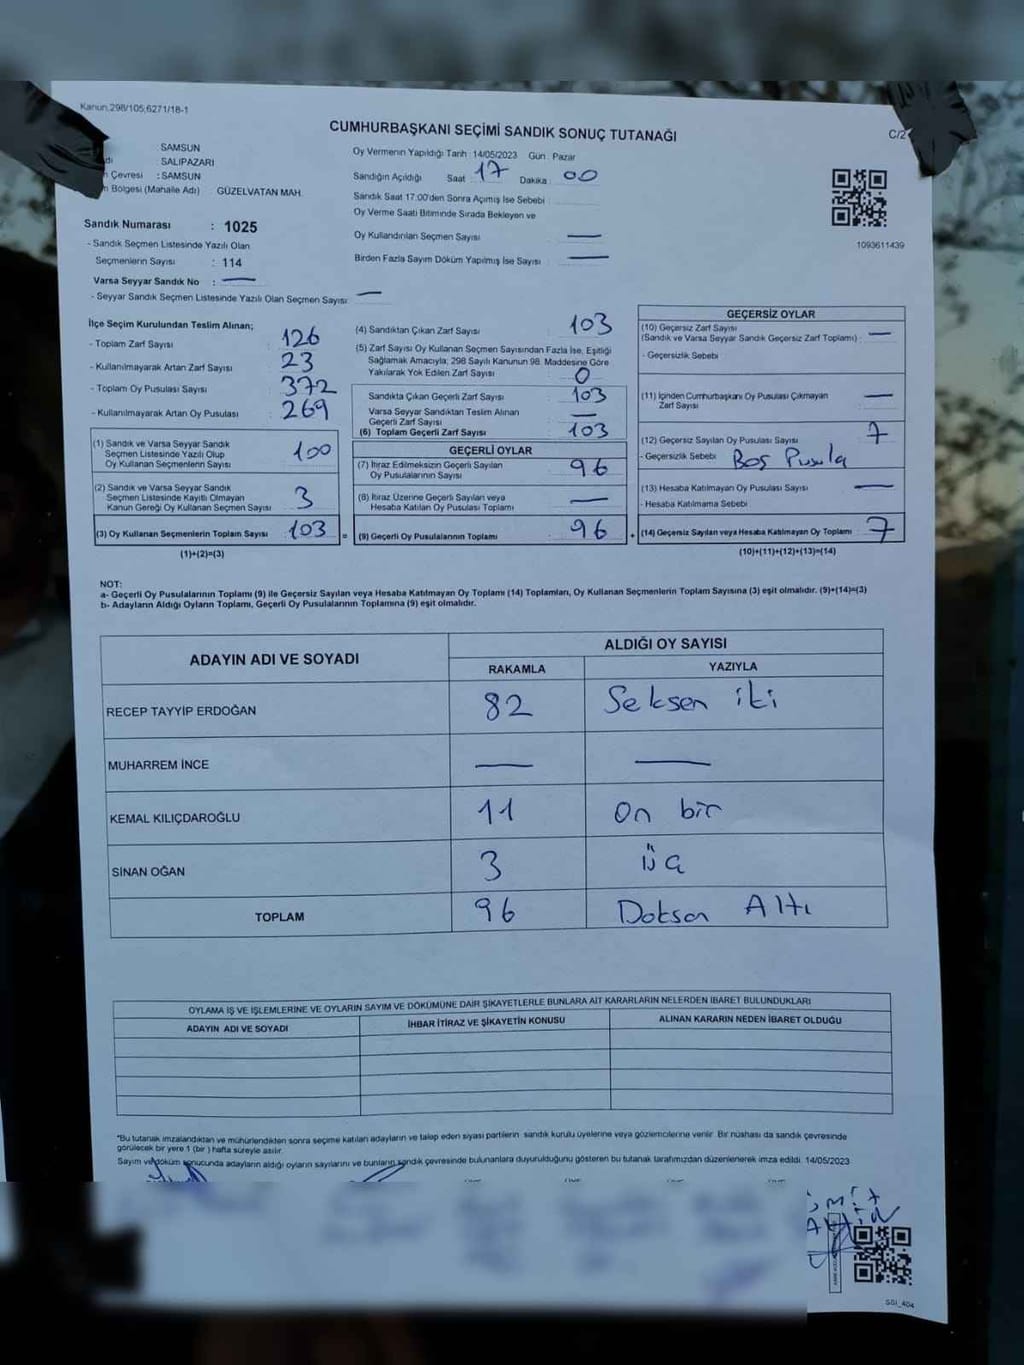 Kanun.298/105,6271/18-1
CUMHURBAŞKANI SEÇİMİ SANDIK SONUÇ TUTANAĞI
C/2
: SAMSUN
: SALIPAZARI
Çevresi : SAMSUN
Bölgesi (Mahalle Adı) : GÜZELVATAN MAH.
Sandık Numarası : 1025
- Sandık Seçmen Listesinde Yazılı Olan
Seçmenlerin Sayısı : 114
Varsa Seyyar Sandık No : —
- Seyyar Sandık Seçmen Listesinde Yazılı Olan Seçmen Sayısı: —
Oy Vermenin Yapıldığı Tarih : 14/05/2023 Gün : Pazar
Sandığın Açıldığı Saat : 17 Dakika : 00
Sandık Saat 17:00'den Sonra Açılmış İse Sebebi :
Oy Verme Saati Bitiminde Sırada Bekleyen ve
Oy Kullandırılan Seçmen Sayısı : —
Birden Fazla Sayım Döküm Yapılmış İse Sayısı : —
1093611439
İlçe Seçim Kurulundan Teslim Alınan;
- Toplam Zarf Sayısı : 126
- Kullanılmayarak Artan Zarf Sayısı : 23
- Toplam Oy Pusulası Sayısı : 372
- Kullanılmayarak Artan Oy Pusulası : 269
(1) Sandık ve Varsa Seyyar Sandık
Seçmen Listesinde Yazılı Olup
Oy Kullanan Seçmenlerin Sayısı : 100
(2) Sandık ve Varsa Seyyar Sandık
Seçmen Listesinde Kayıtlı Olmayan
Kanun Gereği Oy Kullanan Seçmen Sayısı : 3
(3) Oy Kullanan Seçmenlerin Toplam Sayısı : 103 =
(1)+(2)=(3)
(4) Sandıktan Çıkan Zarf Sayısı : 103
(5) Zarf Sayısı Oy Kullanan Seçmen Sayısından Fazla İse, Eşitliği
Sağlamak Amacıyla; 298 Sayılı Kanunun 98. Maddesine Göre
Yakılarak Yok Edilen Zarf Sayısı : 0
Sandıkta Çıkan Geçerli Zarf Sayısı : 103
Varsa Seyyar Sandıktan Teslim Alınan
Geçerli Zarf Sayısı : —
(6) Toplam Geçerli Zarf Sayısı : 103
GEÇERLİ OYLAR
(7) İtiraz Edilmeksizin Geçerli Sayılan
Oy Pusulalarının Sayısı : 96
(8) İtiraz Üzerine Geçerli Sayılan veya
Hesaba Katılan Oy Pusulası Toplamı : —
(9) Geçerli Oy Pusulalarının Toplamı : 96 +
GEÇERSİZ OYLAR
(10) Geçersiz Zarf Sayısı
(Sandık ve Varsa Seyyar Sandık Geçersiz Zarf Toplamı) : —
- Geçersizlik Sebebi
(11) İçinden Cumhurbaşkanı Oy Pusulası Çıkmayan
Zarf Sayısı : —
(12) Geçersiz Sayılan Oy Pusulası Sayısı : 7
- Geçersizlik Sebebi : Boş Pusula
(13) Hesaba Katılmayan Oy Pusulası Sayısı : —
- Hesaba Katılmama Sebebi
(14) Geçersiz Sayılan veya Hesaba Katılmayan Oy Toplamı : 7
(10)+(11)+(12)+(13)=(14)
NOT:
a- Geçerli Oy Pusulalarının Toplamı (9) ile Geçersiz Sayılan veya Hesaba Katılmayan Oy Toplamı (14) Toplamları, Oy Kullanan Seçmenlerin Toplam Sayısına (3) eşit olmalıdır. (9)+(14)=(3)
b- Adayların Aldığı Oyların Toplamı, Geçerli Oy Pusulalarının Toplamına (9) eşit olmalıdır.
ADAYIN ADI VE SOYADI
ALDIĞI OY SAYISI
RAKAMLA YAZIYLA
RECEP TAYYİP ERDOĞAN 82 Seksen iki
MUHARREM İNCE — —
KEMAL KILIÇDAROĞLU 11 On bir
SİNAN OĞAN 3 üç
TOPLAM 96 Doksan Altı
OYLAMA İŞ VE İŞLEMLERİNE VE OYLARIN SAYIM VE DÖKÜMÜNE DAİR ŞİKAYETLERLE BUNLARA AİT KARARLARIN NELERDEN İBARET BULUNDUKLARI
ADAYIN ADI VE SOYADI İHBAR İTİRAZ VE ŞİKAYETİN KONUSU ALINAN KARARIN NEDEN İBARET OLDUĞU
*Bu tutanak imzalandıktan ve mühürlendikten sonra seçime katılan adayların ve talep eden siyasi partilerin sandık kurulu üyelerine veya gözlemcilerine verilir. Bir nüshası da sandık çevresinde
görülecek bir yere 1 (bir) hafta süreyle asılır.
Sayım ve döküm sonucunda adayların aldığı oyların sayılarını ve bunların sandık çevresinde bulunanlara duyurulduğunu gösteren bu tutanak tarafımızdan düzenlenerek imza edildi. 14/05/2023